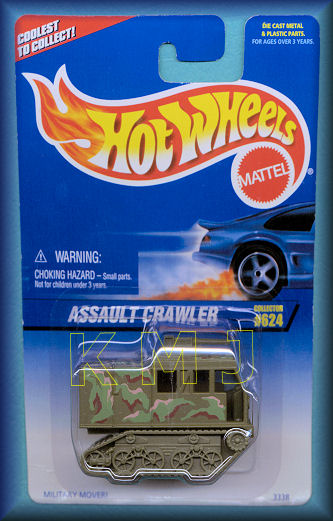 COOLEST
TO COLLECT!
DIE CAST METAL
& PLASTIC PARTS.
FOR AGES OVER 3 YEARS.
HOT WHEELS
MATTEL
WARNING:
CHOKING HAZARD – Small parts.
Not for children under 3 years.
ASSAULT CRAWLER
COLLECTOR
#624
K M J
MILITARY MOVER!
3338